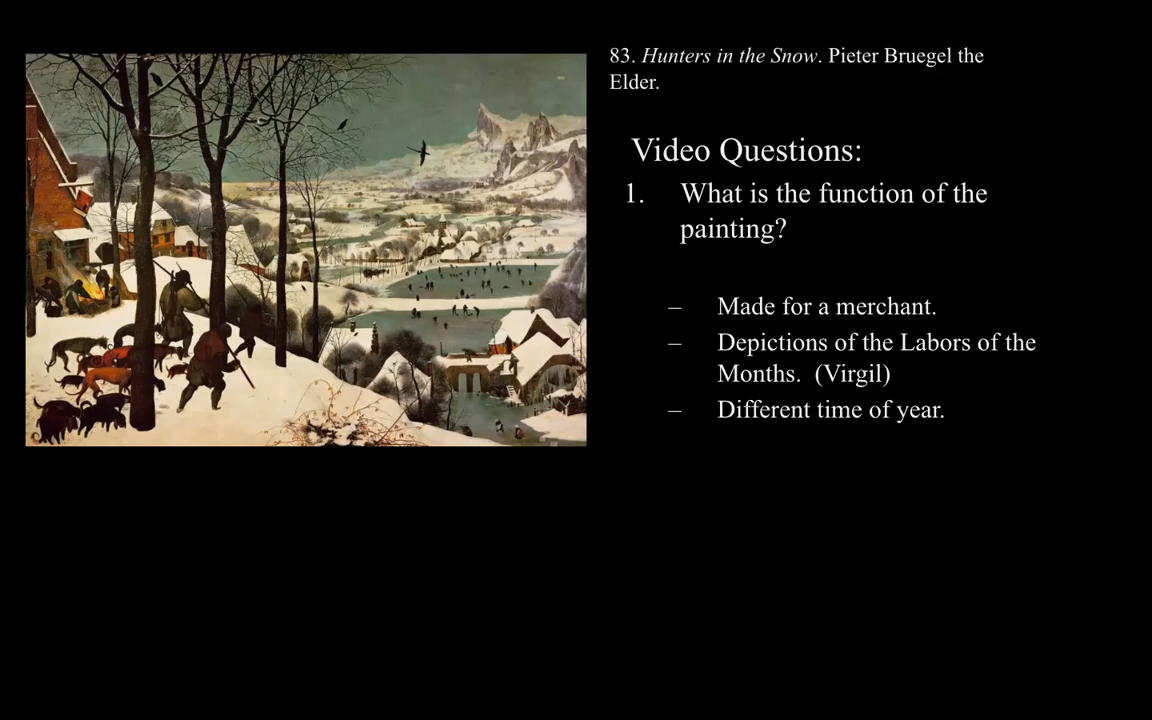 83. Hunters in the Snow. Pieter Bruegel the
Elder.
Video Questions:
1. What is the function of the
painting?
– Made for a merchant.
– Depictions of the Labors of the
Months. (Virgil)
– Different time of year.